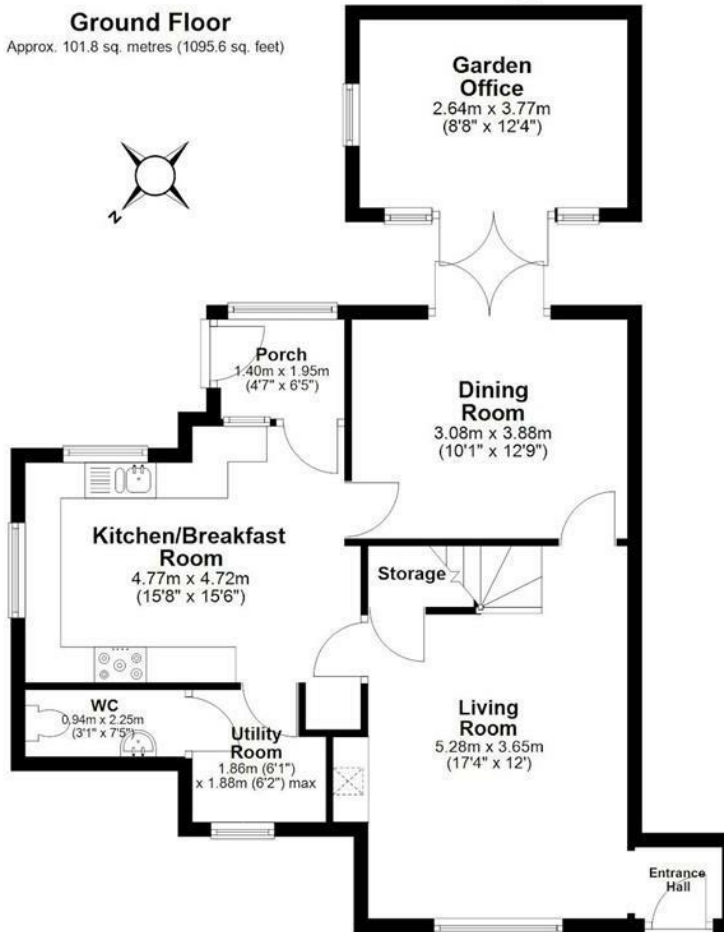 Ground Floor
Approx. 101.8 sq. metres (1095.6 sq. feet)
Garden
Office
2.64m x 3.77m
(8'8" x 12'4")
N
Porch
1.40m x 1.95m
(4'7" x 6'5")
Dining
Room
3.08m x 3.88m
(10'1" x 12'9")
Kitchen/Breakfast
Room
4.77m x 4.72m
(15'8" x 15'6")
Storage
WC
0.94m x 2.25m
(3'1" x 7'5")
Utility
Room
1.86m (6'1")
x 1.88m (6'2") max
Living
Room
5.28m x 3.65m
(17'4" x 12')
Entrance
Hall